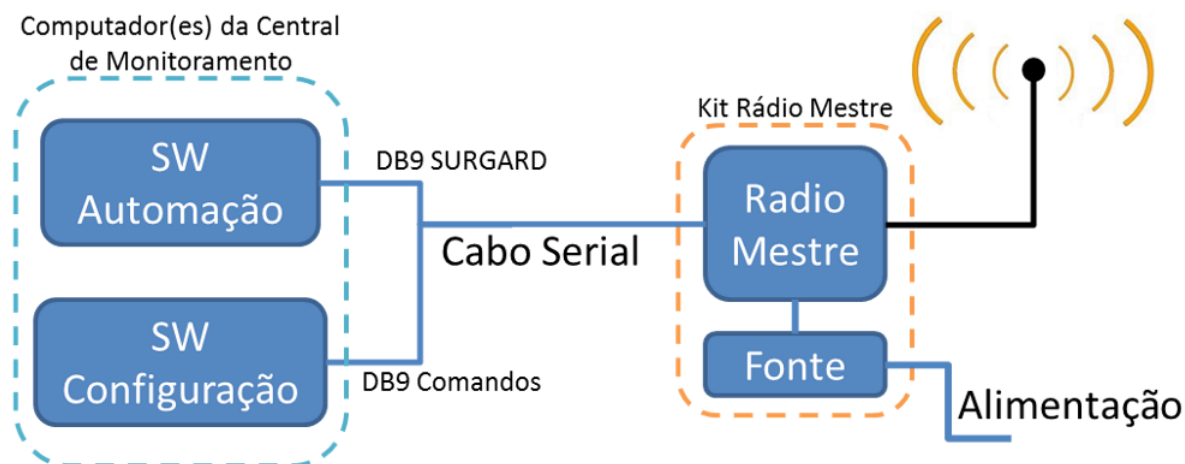 Computador(es) da Central
de Monitoramento
SW
Automação
SW
Configuração
DB9 SURGARD
DB9 Comandos
Cabo Serial
Kit Rádio Mestre
Radio
Mestre
Fonte
Alimentação